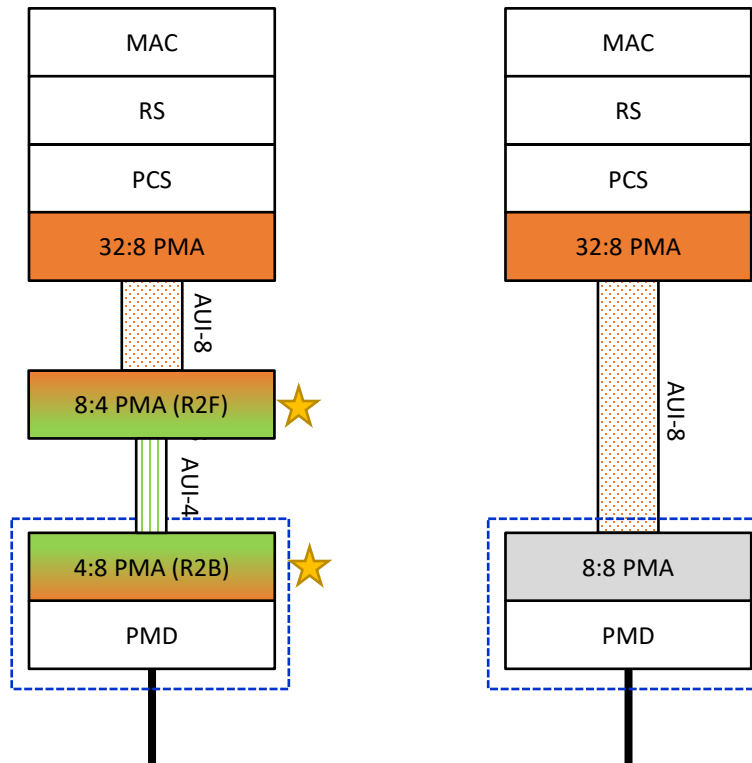 MAC
RS
PCS
32:8 PMA
AUI-8
8:4 PMA (R2F)
AUI-4
4:8 PMA (R2B)
PMD
MAC
RS
PCS
32:8 PMA
AUI-8
8:8 PMA
PMD